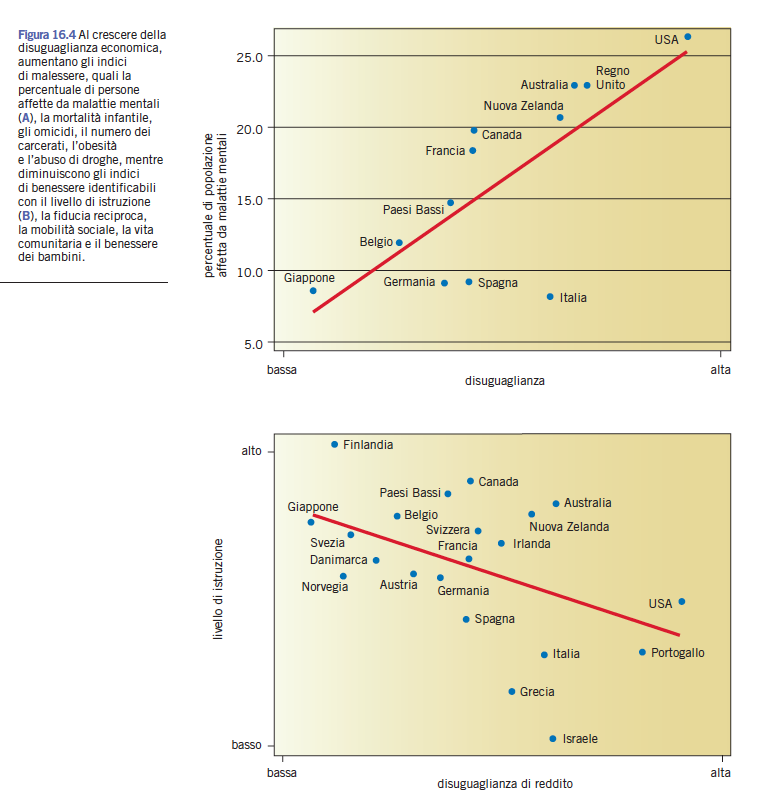 Figura 16.4 Al crescere della
disuguaglianza economica,
aumentano gli indici
di malessere, quali la
percentuale di persone
affette da malattie mentali
(A), la mortalità infantile,
gli omicidi, il numero dei
carcerati, l'obesità
e l'abuso di droghe, mentre
diminuiscono gli indici
di benessere identificabili
con il livello di istruzione
(B), la fiducia reciproca,
la mobilità sociale, la vita
comunitaria e il benessere
dei bambini.
percentuale di popolazione
affetta da malattie mentali
25.0
20.0
15.0
10.0
5.0
USA
Regno
Unito
Australia
Nuova Zelanda
Canada
Francia
Paesi Bassi
Belgio
Giappone
Germania
Spagna
Italia
bassa
alta
disuguaglianza
livello di istruzione
alto
basso
Finlandia
Canada
Paesi Bassi
Australia
Giappone
Belgio
Nuova Zelanda
Svizzera
Svezia
Francia
Irlanda
Danimarca
Norvegia
Austria
Germania
USA
Spagna
Italia
Portogallo
Grecia
Israele
bassa
alta
disuguaglianza di reddito